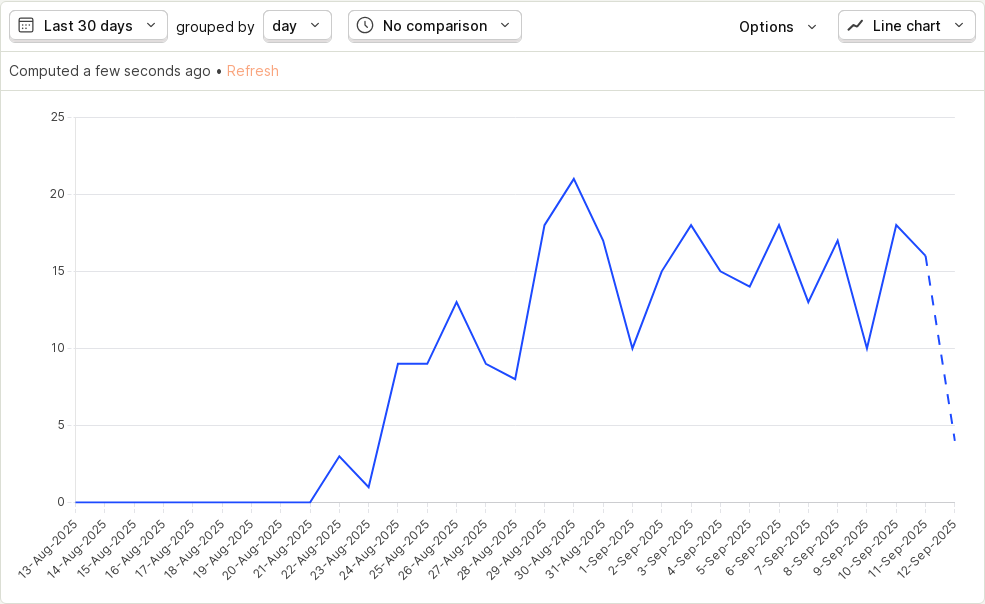 Last 30 days grouped by day No comparison Options Line chart
Computed a few seconds ago • Refresh
25
20
15
10
5
0
13-Aug-2025
14-Aug-2025
15-Aug-2025
16-Aug-2025
17-Aug-2025
18-Aug-2025
19-Aug-2025
20-Aug-2025
21-Aug-2025
22-Aug-2025
23-Aug-2025
24-Aug-2025
25-Aug-2025
26-Aug-2025
27-Aug-2025
28-Aug-2025
29-Aug-2025
30-Aug-2025
31-Aug-2025
1-Sep-2025
2-Sep-2025
3-Sep-2025
4-Sep-2025
5-Sep-2025
6-Sep-2025
7-Sep-2025
8-Sep-2025
9-Sep-2025
10-Sep-2025
11-Sep-2025
12-Sep-2025